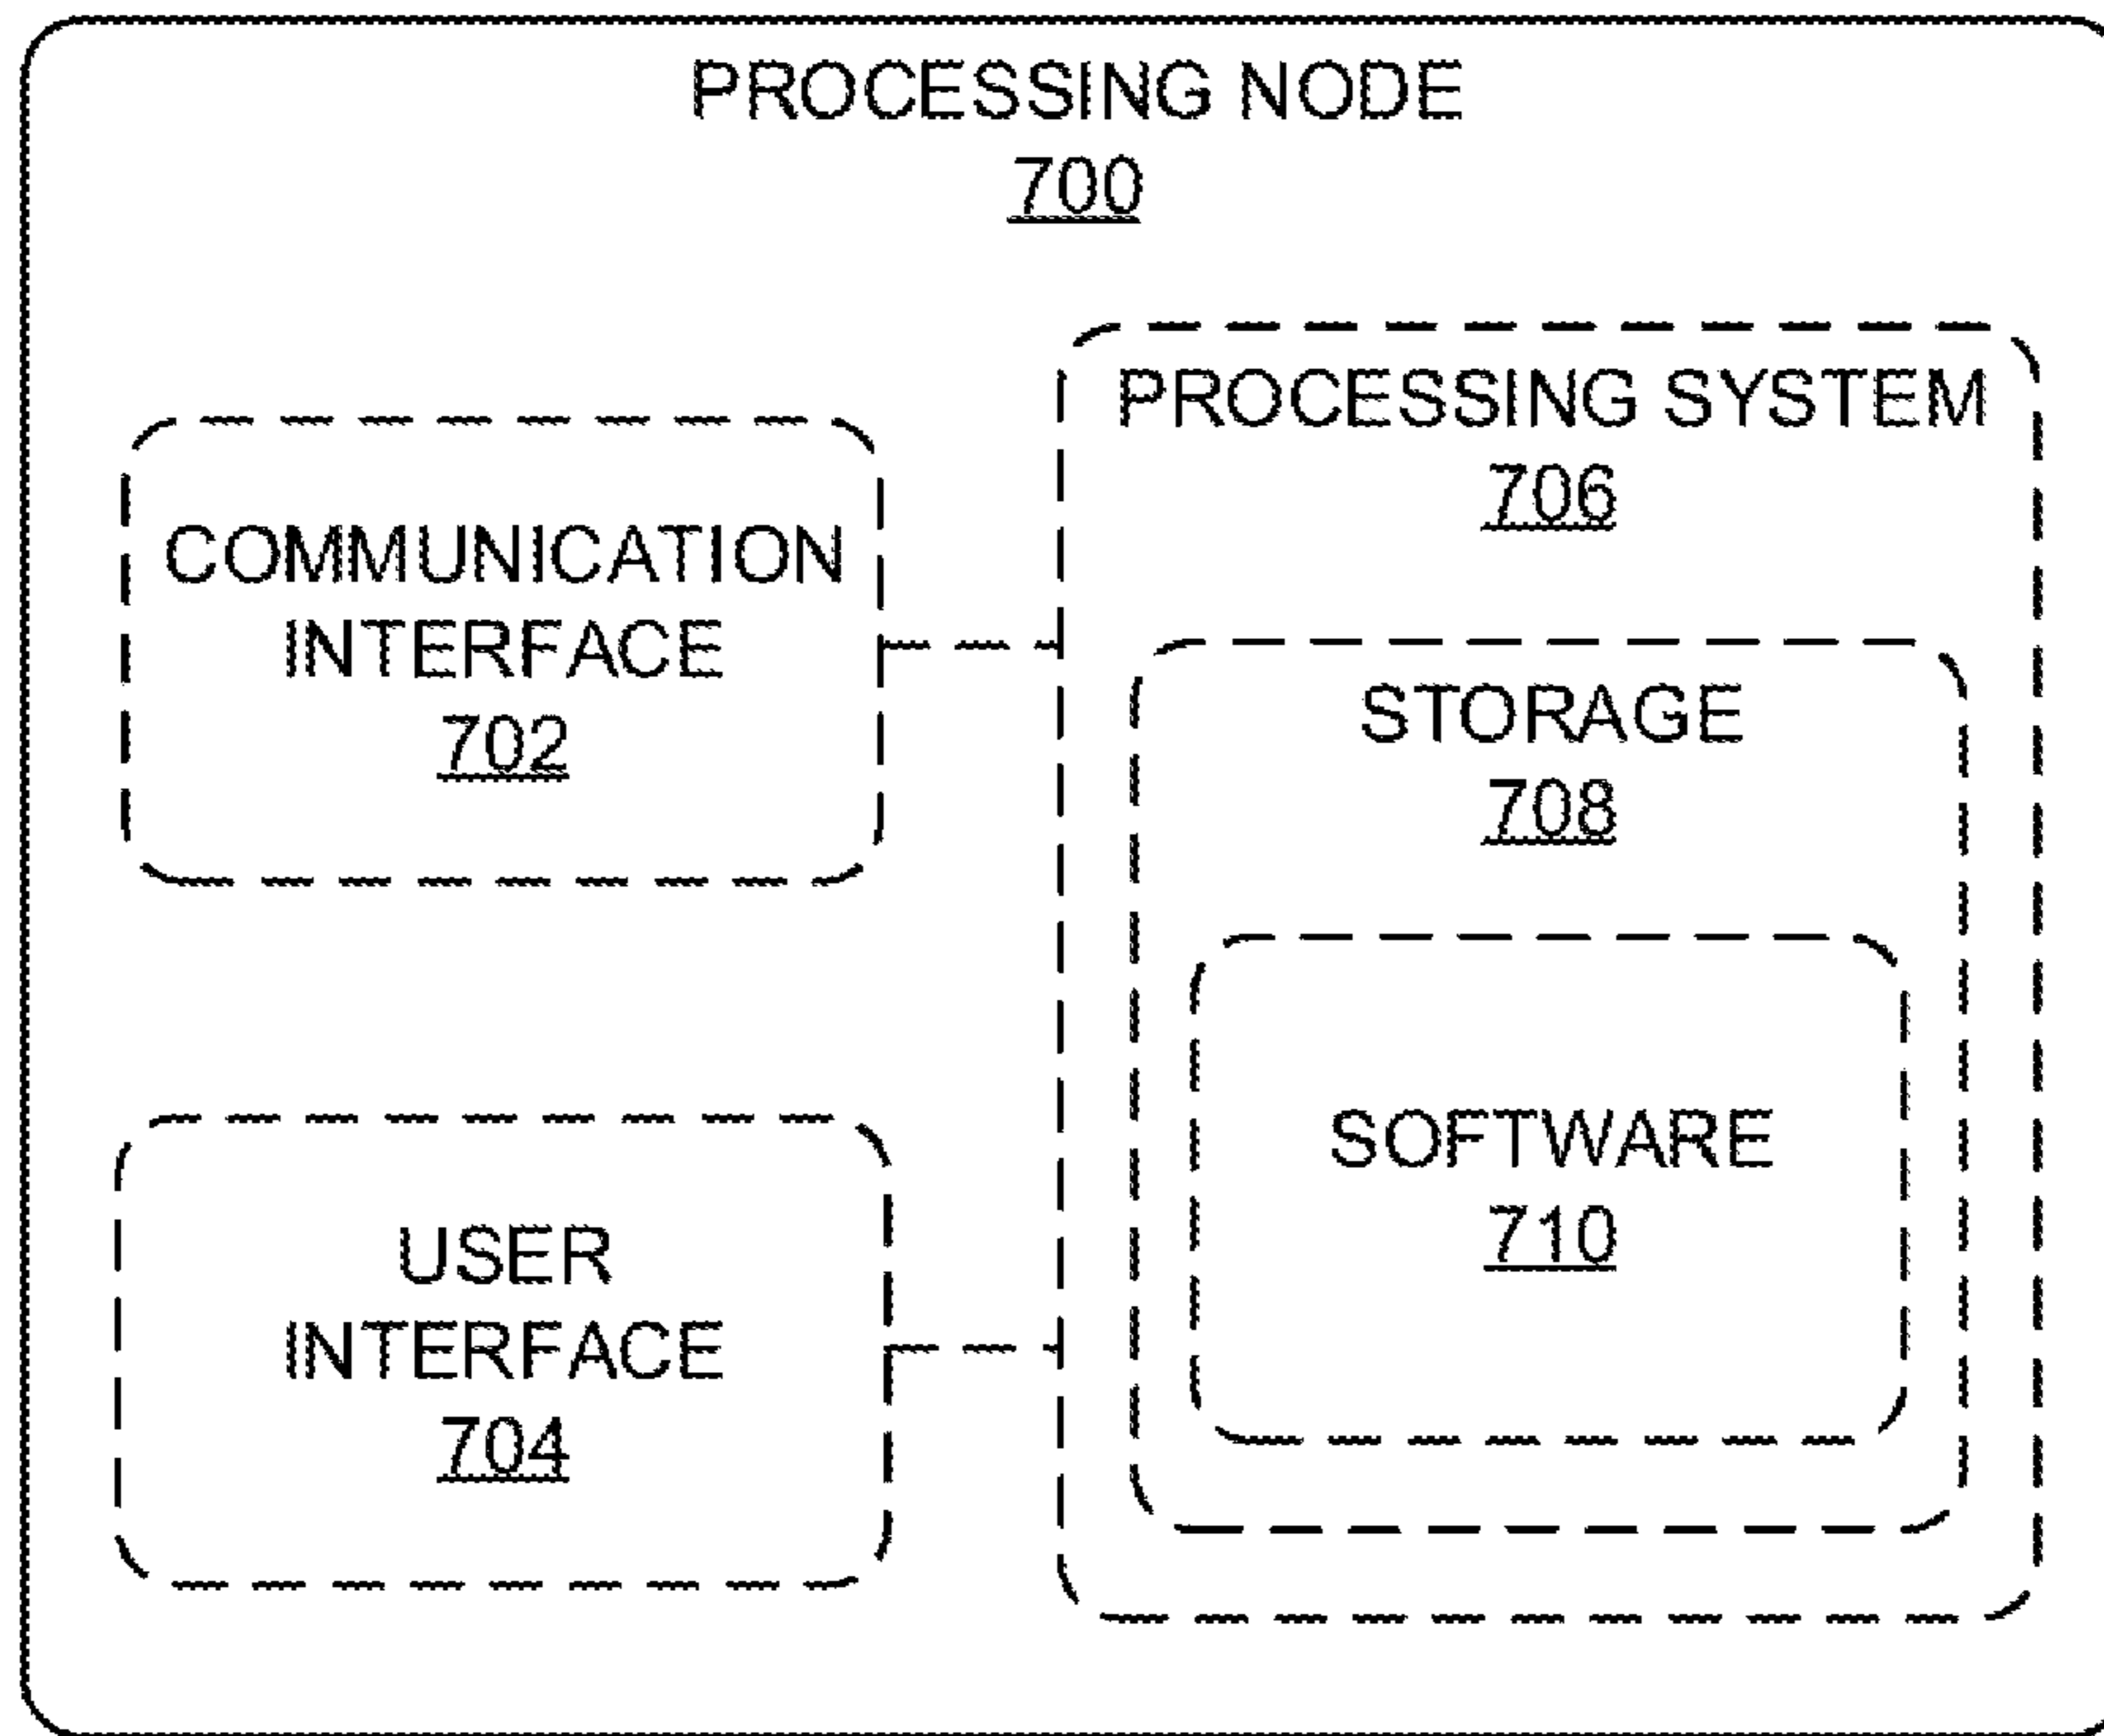 PROCESSING NODE
700
COMMUNICATION
INTERFACE
702
USER
INTERFACE
704
PROCESSING SYSTEM
706
STORAGE
708
SOFTWARE
710